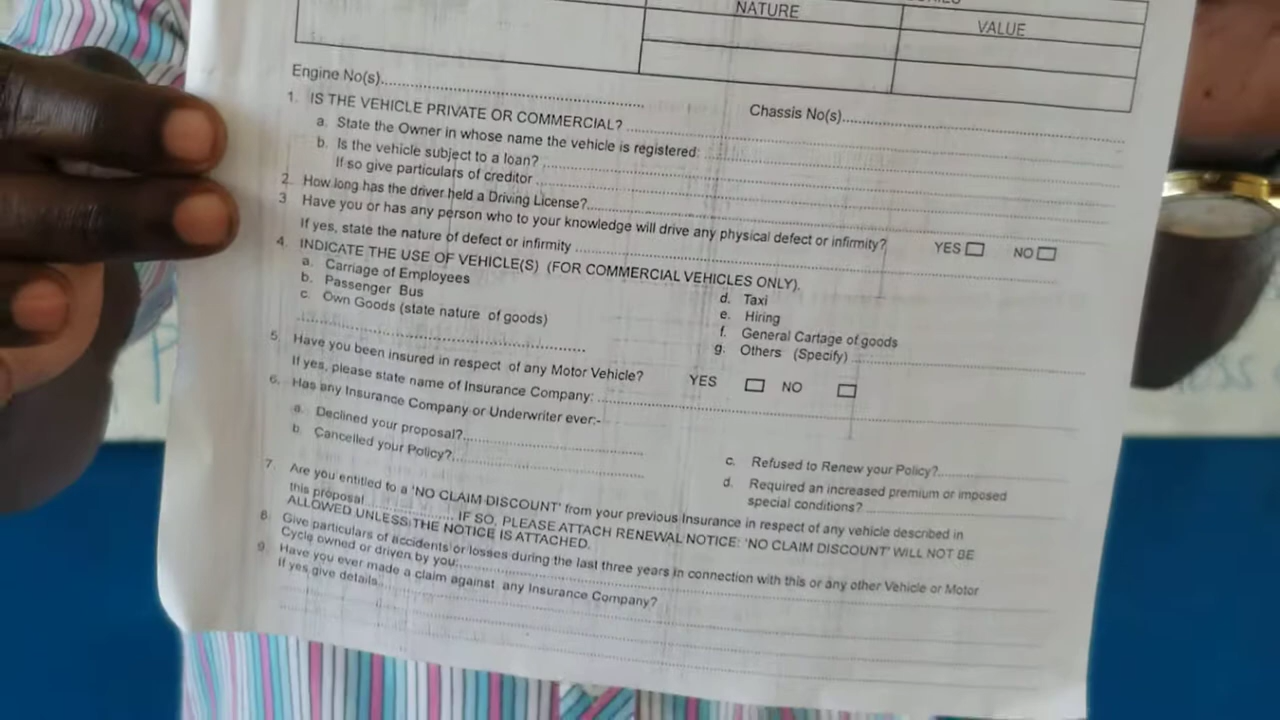 NATURE
VALUE
Engine No(s)
Chassis No(s)
1. IS THE VEHICLE PRIVATE OR COMMERCIAL?
a. State the Owner in whose name the vehicle is registered:
b. Is the vehicle subject to a loan?
If so give particulars of creditor
2. How long has the driver held a Driving License?
3 Have you or has any person who to your knowledge will drive any physical defect or infirmity? YES NO
If yes, state the nature of defect or infirmity
4. INDICATE THE USE OF VEHICLE(S) (FOR COMMERCIAL VEHICLES ONLY).
a. Carriage of Employees
b. Passenger Bus
c. Own Goods (state nature of goods)
d. Taxi
e. Hiring
f. General Cartage of goods
g. Others (Specify)
5. Have you been insured in respect of any Motor Vehicle? YES NO
If yes, please state name of Insurance Company:
6. Has any Insurance Company or Underwriter ever:-
a. Declined your proposal?
b. Cancelled your Policy?
c. Refused to Renew your Policy?
d. Required an increased premium or imposed
special conditions?
7. Are you entitled to a 'NO CLAIM DISCOUNT' from your previous Insurance in respect of any vehicle described in
this proposal IF SO, PLEASE ATTACH RENEWAL NOTICE: 'NO CLAIM DISCOUNT' WILL NOT BE
ALLOWED UNLESS THE NOTICE IS ATTACHED.
8. Give particulars of accidents or losses during the last three years in connection with this or any other Vehicle or Motor
Cycle owned or driven by you:
9. Have you ever made a claim against any Insurance Company?
If yes give details